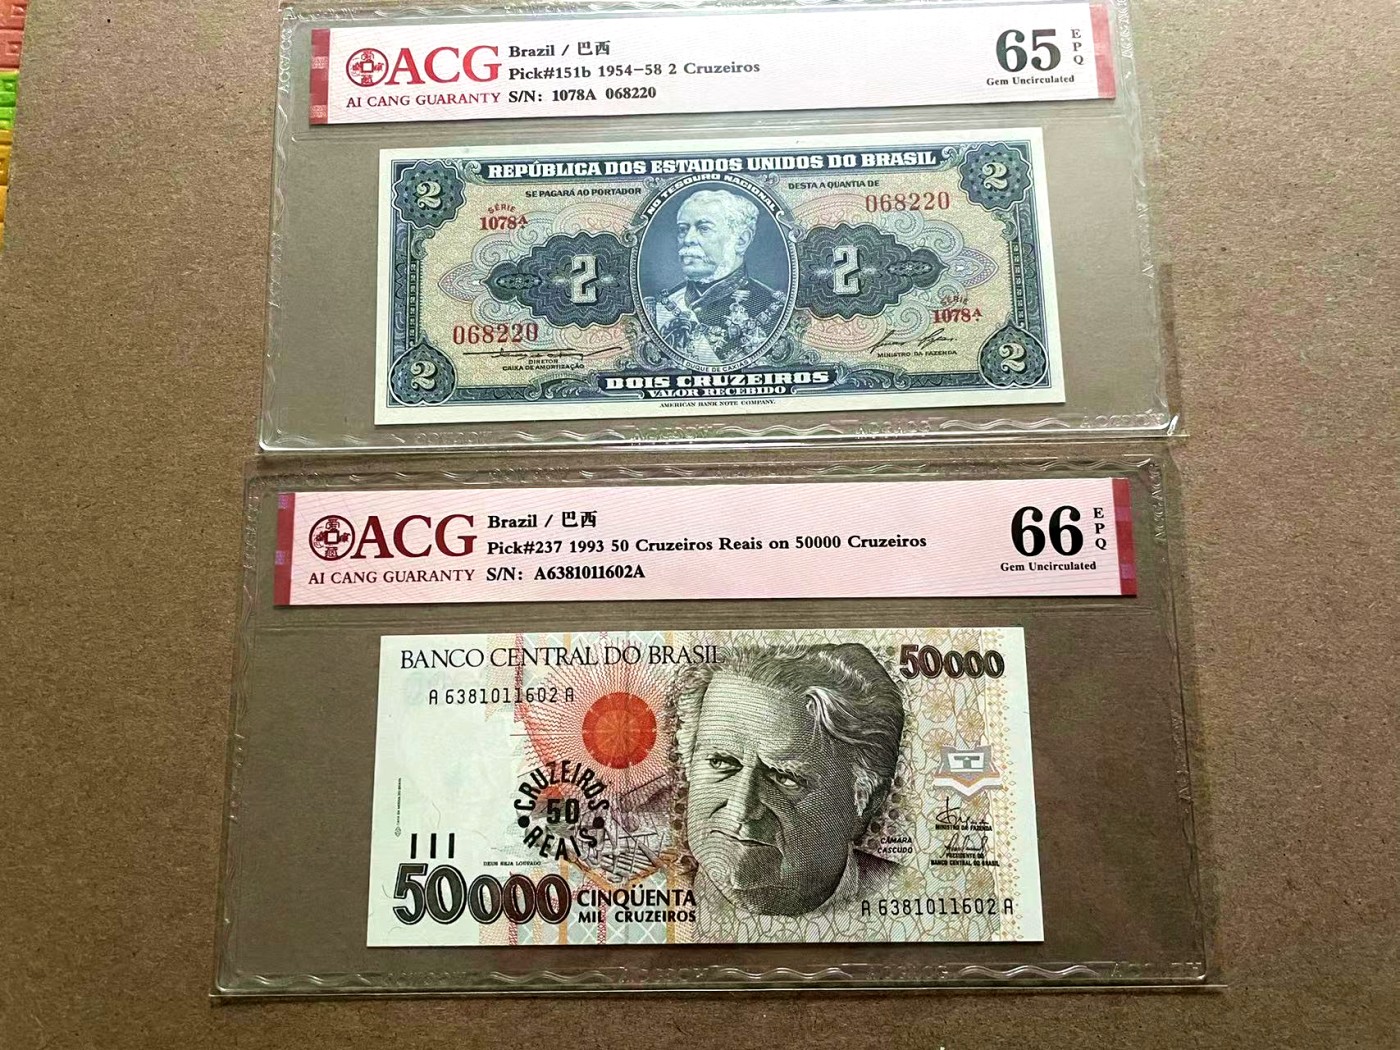 ACG
AI CANG GUARANTY
Brazil / 巴西
Pick#151b 1954-58 2 Cruzeiros
S/N: 1078A 068220
65 EPQ
Gem Uncirculated
REPÚBLICA DOS ESTADOS UNIDOS DO BRASIL
SE PAGARÁ AO PORTADOR
NO TESOURO NACIONAL
DESTA A QUANTIA DE
2
2
SÉRIE
1078A
068220
2
2
068220
SÉRIE
1078A
DIRETOR
CAIXA DE AMORTIZAÇÃO
DUQUE DE CAXIAS
MINISTRO DA FAZENDA
2
2
DOIS CRUZEIROS
VALOR RECEBIDO
AMERICAN BANK NOTE COMPANY.
ACG
AI CANG GUARANTY
Brazil / 巴西
Pick#237 1993 50 Cruzeiros Reais on 50000 Cruzeiros
S/N: A6381011602A
66 EPQ
Gem Uncirculated
BANCO CENTRAL DO BRASIL
50000
A 6381011602 A
CRUZEIROS
50
REAIS
CÂMARA
CASCUDO
MINISTRO DA FAZENDA
PRESIDENTE DO
BANCO CENTRAL DO BRASIL
DEUS SEJA LOUVADO
50000
CINQÜENTA
MIL CRUZEIROS
A 6381011602 A